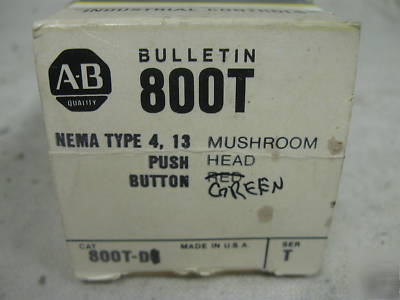 INDUSTRIAL CONTROLS
A-B
QUALITY
BULLETIN
800T
NEMA TYPE 4, 13 MUSHROOM
PUSH HEAD
BUTTON RED
GREEN
CAT
800T-D
MADE IN U.S.A.
SER
T